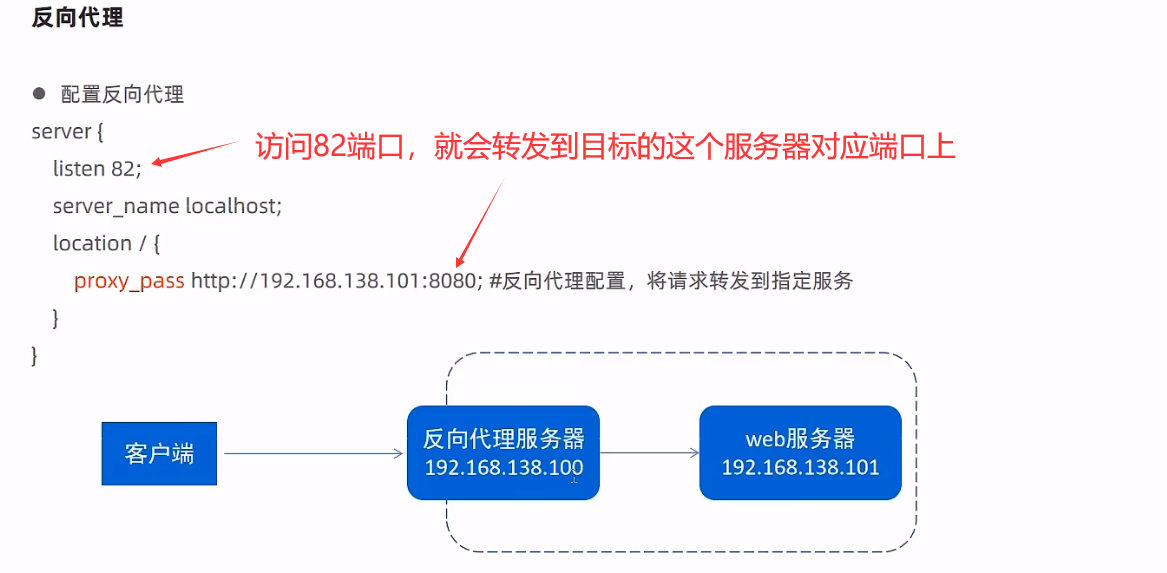 反向代理
● 配置反向代理
server {
访问82端口，就会转发到目标的这个服务器对应端口上
listen 82;
server_name localhost;
location / {
proxy_pass http://192.168.138.101:8080; #反向代理配置，将请求转发到指定服务
}
}
客户端
反向代理服务器
192.168.138.100
web服务器
192.168.138.101